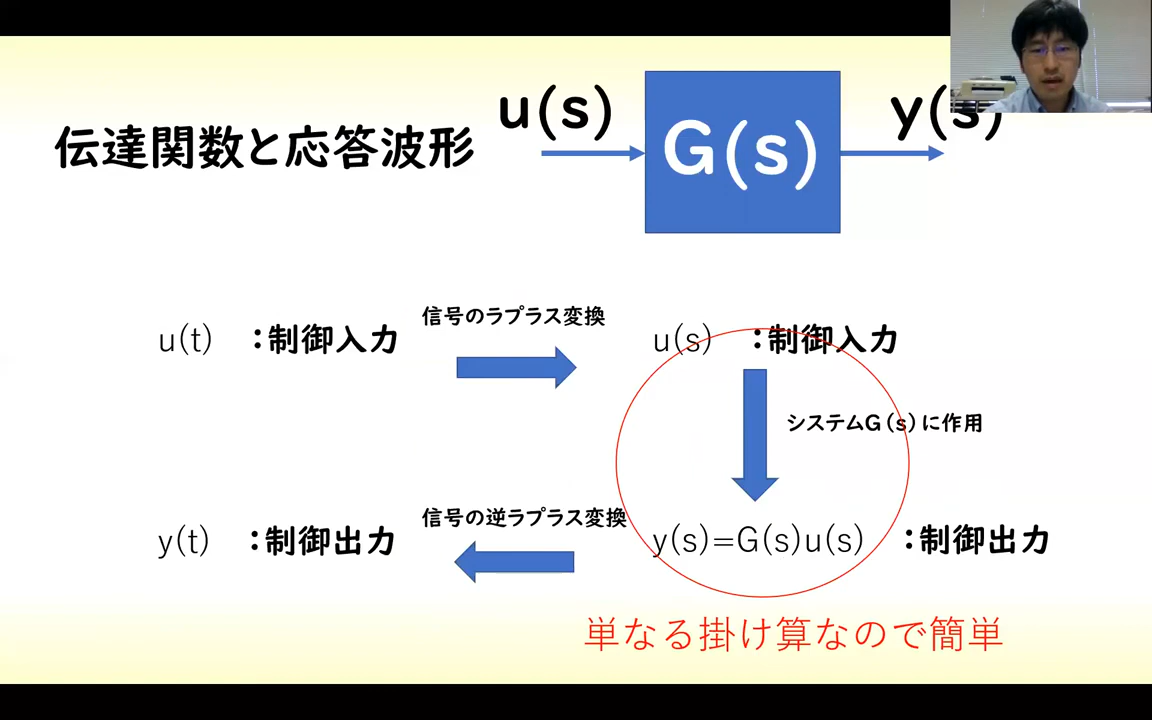 伝達関数と応答波形
u(s)
G(s)
y(s)
u(t) :制御入力
信号のラプラス変換
u(s) :制御入力
システムG(s)に作用
y(t) :制御出力
信号の逆ラプラス変換
y(s)=G(s)u(s) :制御出力
単なる掛け算なので簡単